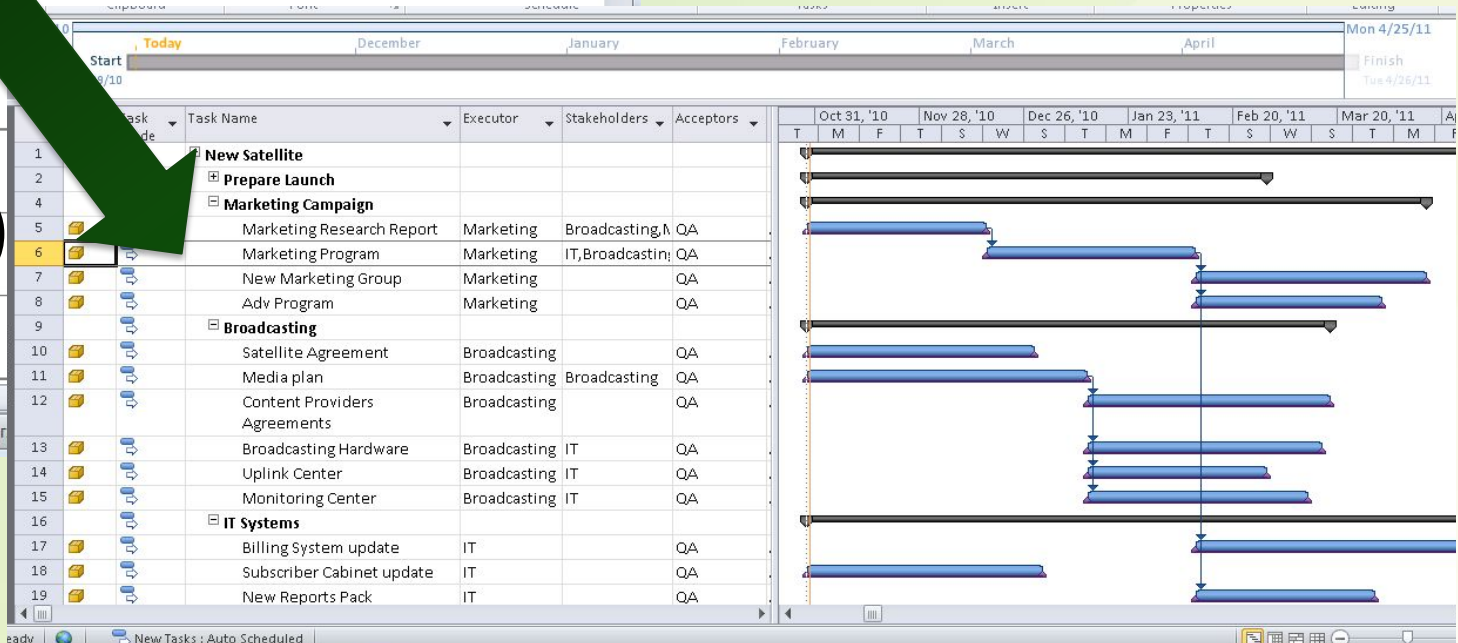 Mon 4/25/11
Today December January February March April
Start Finish
9/10 Tue 4/26/11
Task Name Executor Stakeholders Acceptors Oct 31, '10 Nov 28, '10 Dec 26, '10 Jan 23, '11 Feb 20, '11 Mar 20, '11
T M F T S W S T M F T S W S T M F
1 New Satellite
2 Prepare Launch
4 Marketing Campaign
5 Marketing Research Report Marketing Broadcasting, QA
6 Marketing Program Marketing IT,Broadcasting QA
7 New Marketing Group Marketing QA
8 Adv Program Marketing QA
9 Broadcasting
10 Satellite Agreement Broadcasting QA
11 Media plan Broadcasting Broadcasting QA
12 Content Providers Broadcasting QA
Agreements
13 Broadcasting Hardware Broadcasting IT QA
14 Uplink Center Broadcasting IT QA
15 Monitoring Center Broadcasting IT QA
16 IT Systems
17 Billing System update IT QA
18 Subscriber Cabinet update IT QA
19 New Reports Pack IT QA
New Tasks : Auto Scheduled